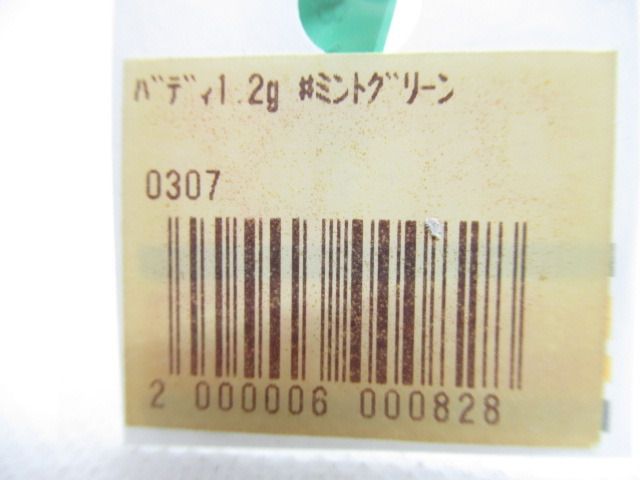 ﾊﾞﾃﾞｨ1.2g #ﾐﾝﾄｸﾞﾘｰﾝ
0307
2 000006 000828